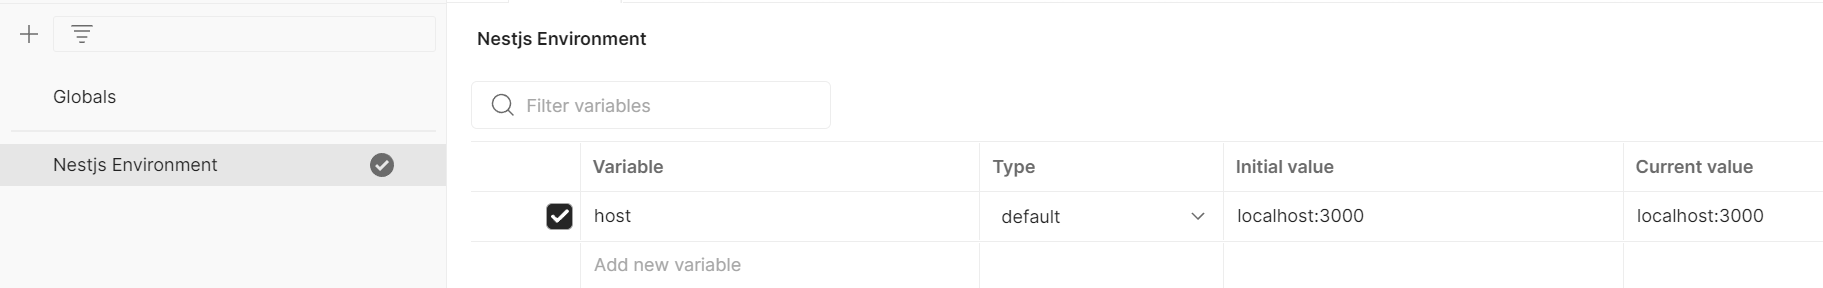 Globals
Nestjs Environment
Nestjs Environment
Filter variables
Variable Type Initial value Current value
host default localhost:3000 localhost:3000
Add new variable